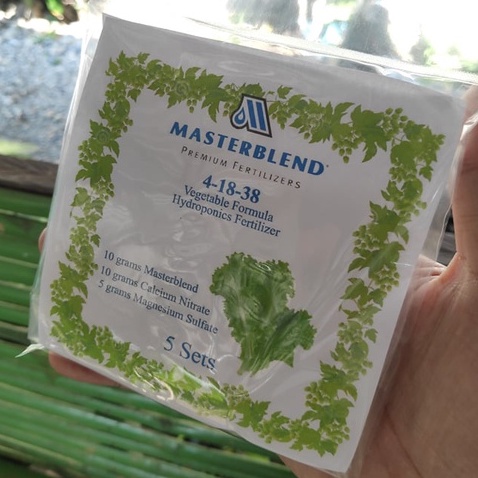 MASTERBLEND
PREMIUM FERTILIZERS
4-18-38
Vegetable Formula
Hydroponics Fertilizer
10 grams Masterblend
10 grams Calcium Nitrate
5 grams Magnesium Sulfate
5 Sets